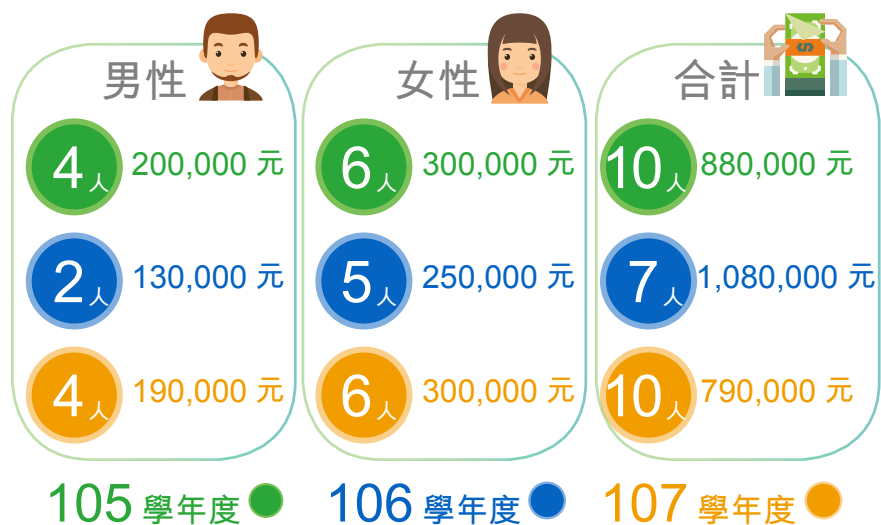 男性 女性 合計
4人 200,000 元 6人 300,000 元 10人 880,000 元
2人 130,000 元 5人 250,000 元 7人 1,080,000 元
4人 190,000 元 6人 300,000 元 10人 790,000 元
105 學年度 106 學年度 107 學年度